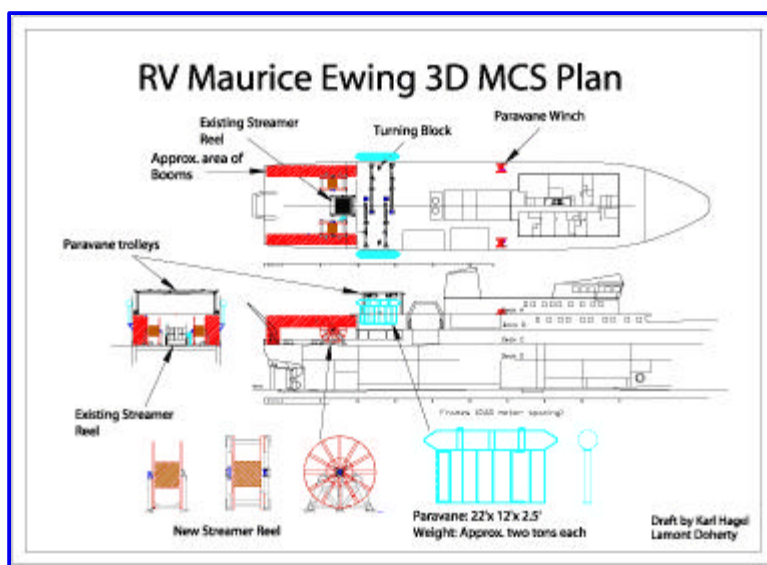 RV Maurice Ewing 3D MCS Plan
Existing Streamer
Reel
Turning Block
Paravane Winch
Approx. area of
Booms
Paravane trolleys
Deck C
Existing Streamer
Reel
New Streamer Reel
Paravane: 22'x 12'x 2.5'
Weight: Approx. two tons each
Draft by Karl Hagel
Lamont Doherty